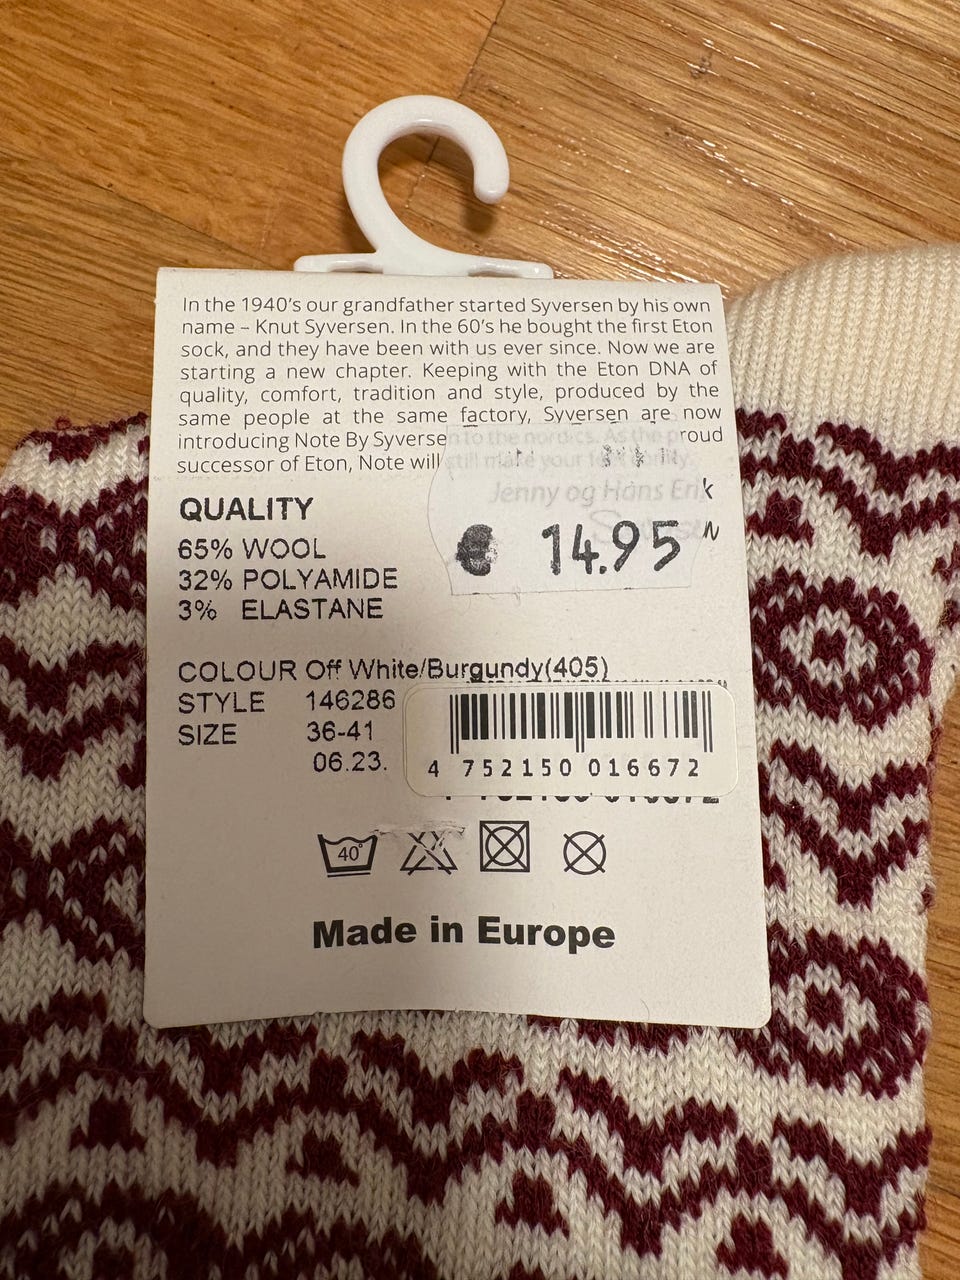 In the 1940's our grandfather started Syversen by his own
name – Knut Syversen. In the 60's he bought the first Eton
sock, and they have been with us ever since. Now we are
starting a new chapter. Keeping with the Eton DNA of
quality, comfort, tradition and style, produced by the
same people at the same factory, Syversen are now
introducing Note By Syversen to the nordics. As the proud
successor of Eton, Note will still make your feet
Jenny og Hans Erik
€ 14.95
QUALITY
65% WOOL
32% POLYAMIDE
3% ELASTANE
COLOUR Off White/Burgundy(405)
STYLE 146286
SIZE 36-41
06.23.
4 752150 016672
40°
Made in Europe